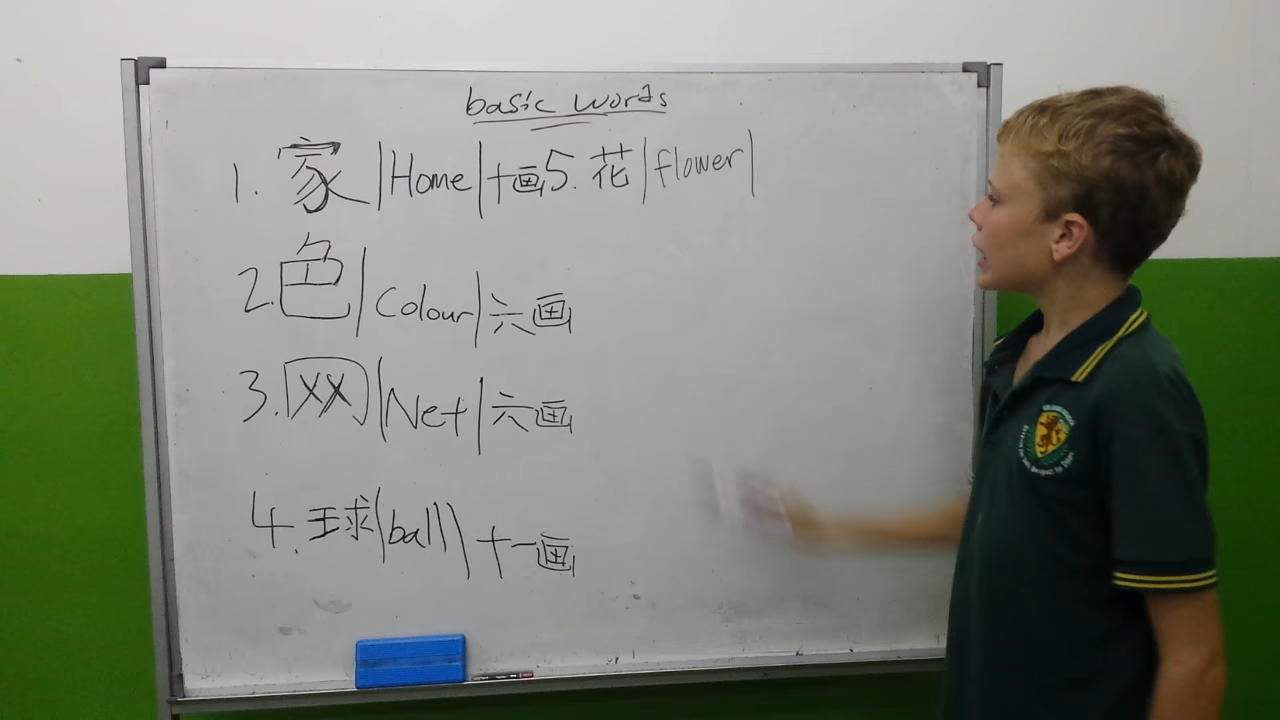 basic words
1. 家 | Home | 十画 5. 花 | flower |
2. 色 | Colour | 六画
3. 网 | Net | 六画
4. 球 | ball | 十一画